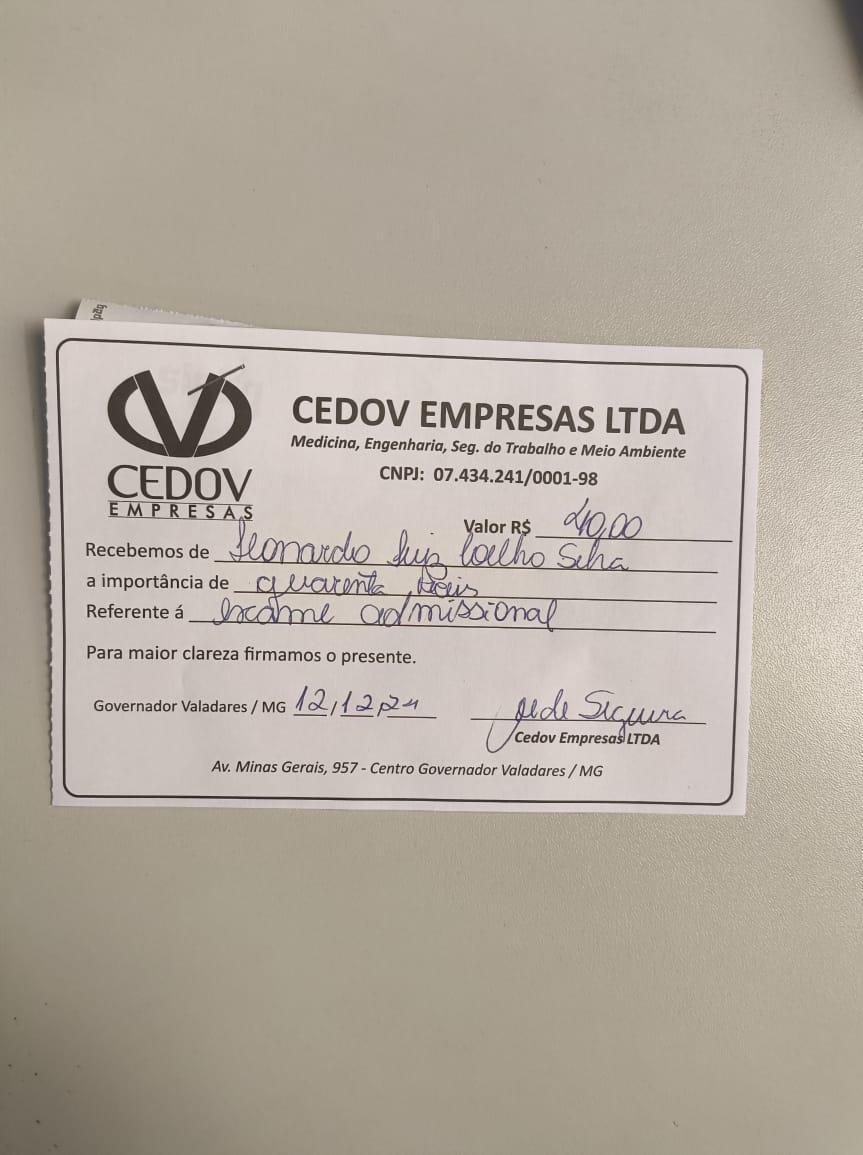 CEDOV
EMPRESAS
CEDOV EMPRESAS LTDA
Medicina, Engenharia, Seg. do Trabalho e Meio Ambiente
CNPJ: 07.434.241/0001-98
Valor R$ 40,00
Recebemos de Leonardo Luiz Coelho Silva
a importância de quarenta Reis
Referente á Exame admissional
Para maior clareza firmamos o presente.
Governador Valadares / MG 12/12/24
Cedov Empresas LTDA
Av. Minas Gerais, 957 - Centro Governador Valadares / MG